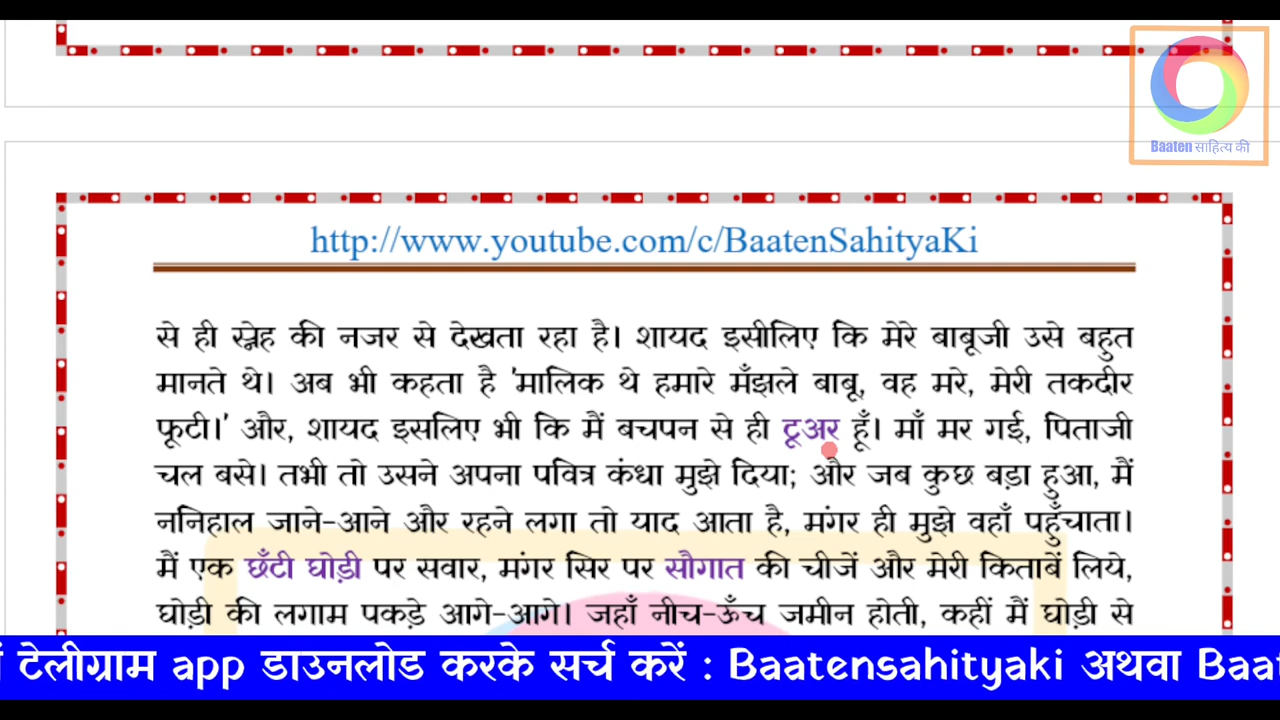 Baaten साहित्य की
http://www.youtube.com/c/BaatenSahityaKi
से ही स्नेह की नजर से देखता रहा है। शायद इसीलिए कि मेरे बाबूजी उसे बहुत
मानते थे। अब भी कहता है 'मालिक थे हमारे मँझले बाबू, वह मरे, मेरी तकदीर
फूटी।' और, शायद इसलिए भी कि मैं बचपन से ही टूअर हूँ। माँ मर गई, पिताजी
चल बसे। तभी तो उसने अपना पवित्र कंधा मुझे दिया; और जब कुछ बड़ा हुआ, मैं
ननिहाल जाने-आने और रहने लगा तो याद आता है, मंगर ही मुझे वहाँ पहुँचाता।
मैं एक छँटी घोड़ी पर सवार, मंगर सिर पर सौगात की चीजें और मेरी किताबें लिये,
घोड़ी की लगाम पकड़े आगे-आगे। जहाँ नीच-ऊँच जमीन होती, कहीं मैं घोड़ी से
टेलीग्राम app डाउनलोड करके सर्च करें : Baatensahityaki अथवा